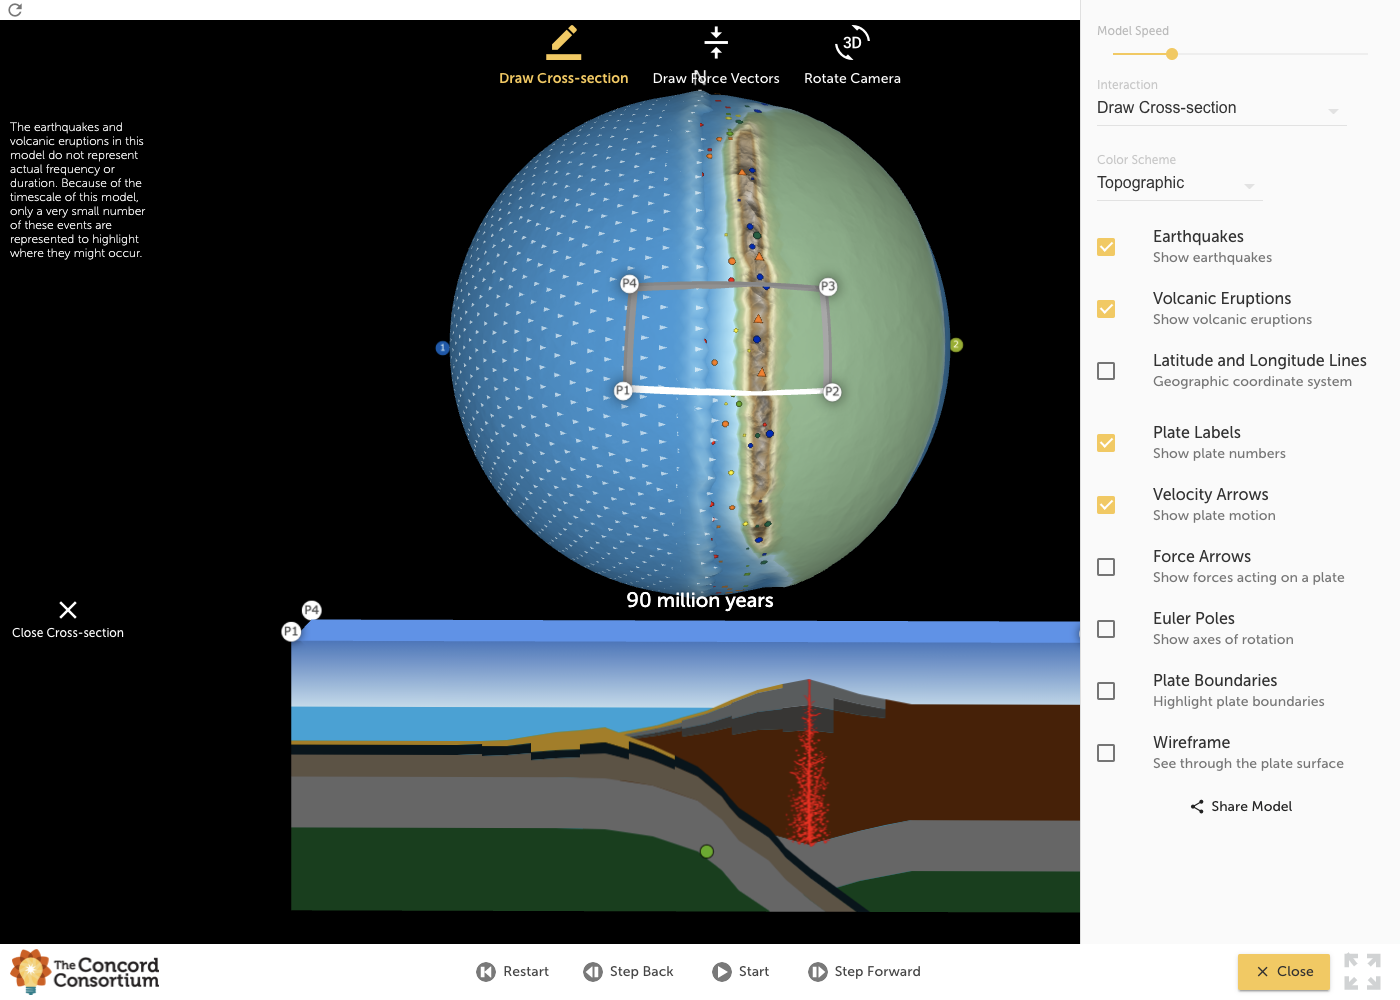 Draw Cross-section
Draw Force Vectors
3D
Rotate Camera
N
The earthquakes and
volcanic eruptions in this
model do not represent
actual frequency or
duration. Because of the
timescale of this model,
only a very small number
of these events are
represented to highlight
where they might occur.
P4
P3
1
2
P1
P2
90 million years
Close Cross-section
P4
P1
Model Speed
Interaction
Draw Cross-section
Color Scheme
Topographic
Earthquakes
Show earthquakes
Volcanic Eruptions
Show volcanic eruptions
Latitude and Longitude Lines
Geographic coordinate system
Plate Labels
Show plate numbers
Velocity Arrows
Show plate motion
Force Arrows
Show forces acting on a plate
Euler Poles
Show axes of rotation
Plate Boundaries
Highlight plate boundaries
Wireframe
See through the plate surface
Share Model
The Concord
Consortium
Restart
Step Back
Start
Step Forward
Close